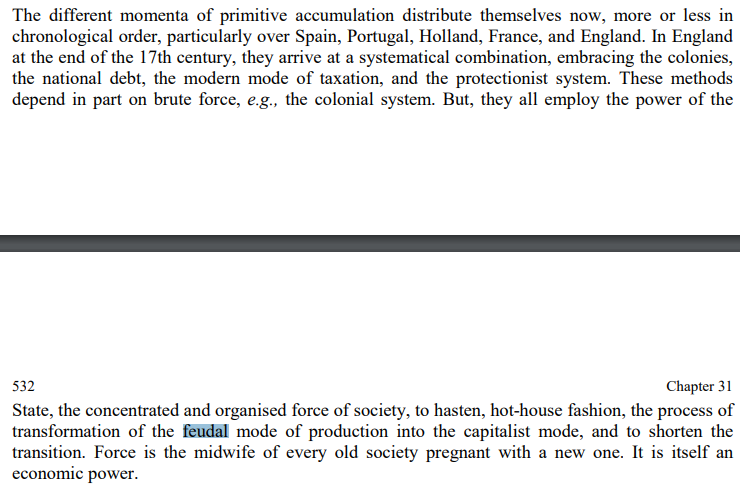 The different momenta of primitive accumulation distribute themselves now, more or less in
chronological order, particularly over Spain, Portugal, Holland, France, and England. In England
at the end of the 17th century, they arrive at a systematical combination, embracing the colonies,
the national debt, the modern mode of taxation, and the protectionist system. These methods
depend in part on brute force, e.g., the colonial system. But, they all employ the power of the
532 Chapter 31
State, the concentrated and organised force of society, to hasten, hot-house fashion, the process of
transformation of the feudal mode of production into the capitalist mode, and to shorten the
transition. Force is the midwife of every old society pregnant with a new one. It is itself an
economic power.